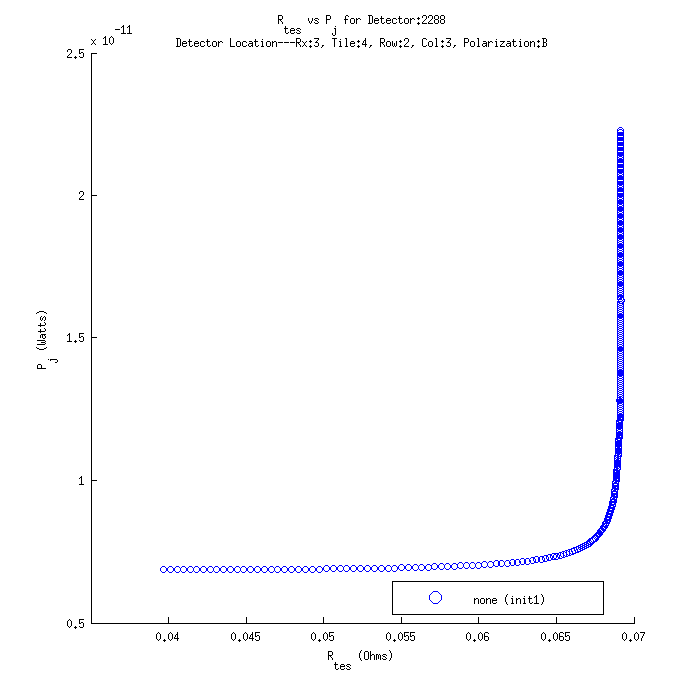 R_tes vs P_j for Detector:2288
Detector Location---Rx:3, Tile:4, Row:2, Col:3, Polarization:B
x 10^-11
2.5
2
1.5
1
0.5
P_j (Watts)
0.04 0.045 0.05 0.055 0.06 0.065 0.07
R_tes (Ohms)
none (init1)